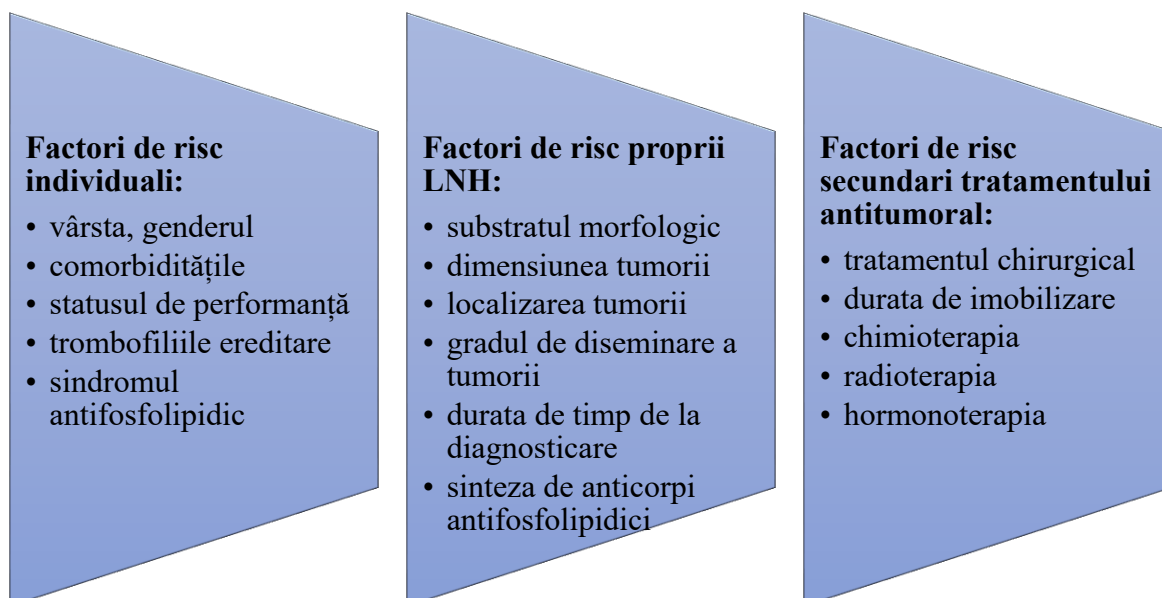 Factori de risc
individuali:
• vârsta, genderul
• comorbiditățile
• statusul de performanță
• trombofiliile ereditare
• sindromul
antifosfolipidic
Factori de risc proprii
LNH:
• substratul morfologic
• dimensiunea tumorii
• localizarea tumorii
• gradul de diseminare a
tumorii
• durata de timp de la
diagnosticare
• sinteza de anticorpi
antifosfolipidici
Factori de risc
secundari tratamentului
antitumoral:
• tratamentul chirurgical
• durata de imobilizare
• chimioterapia
• radioterapia
• hormonoterapia